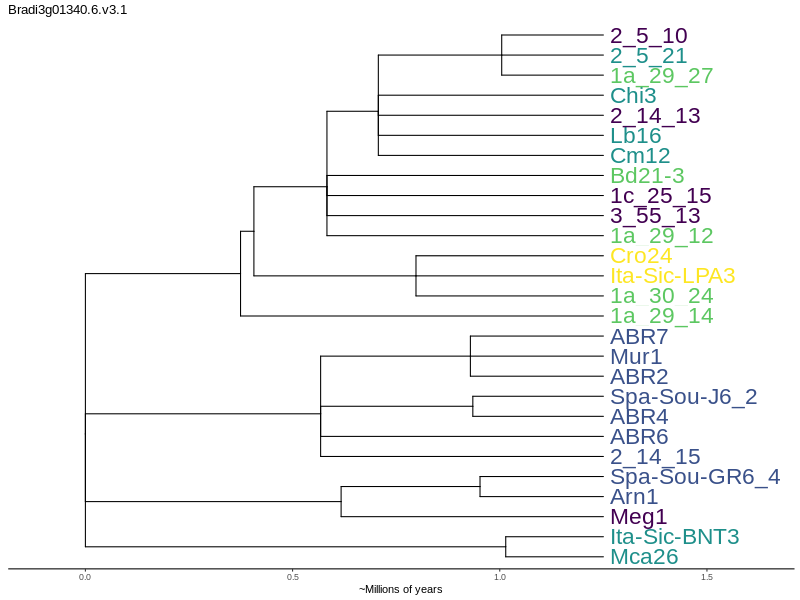 Bradi3g01340.6.v3.1
2_5_10
2_5_21
1a_29_27
Chi3
2_14_13
Lb16
Cm12
Bd21-3
1c_25_15
3_55_13
1a_29_12
Cro24
Ita-Sic-LPA3
1a_30_24
1a_29_14
ABR7
Mur1
ABR2
Spa-Sou-J6_2
ABR4
ABR6
2_14_15
Spa-Sou-GR6_4
Arn1
Meg1
Ita-Sic-BNT3
Mca26
0.0 0.5 1.0 1.5
~Millions of years